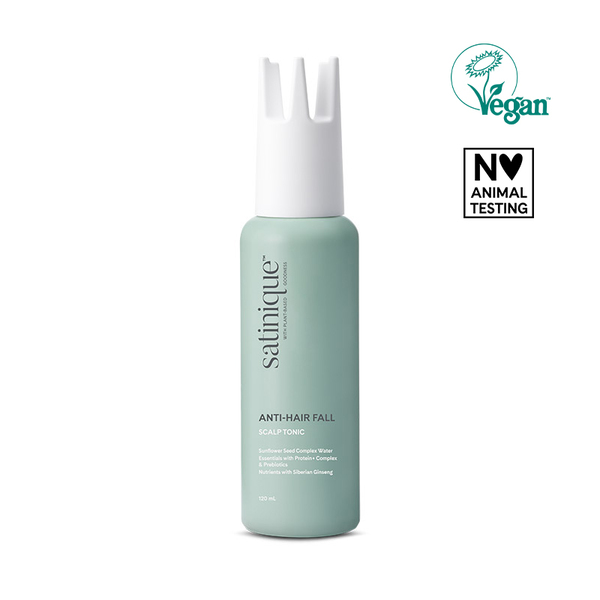 Vegan™
N♥
ANIMAL
TESTING
satinique™
WITH PLANT-BASED
GOODNESS
ANTI-HAIR FALL
SCALP TONIC
Sunflower Seed Complex Water
Essentials with Protein+ Complex
& Prebiotics
Nutrients with Siberian Ginseng
120 mL